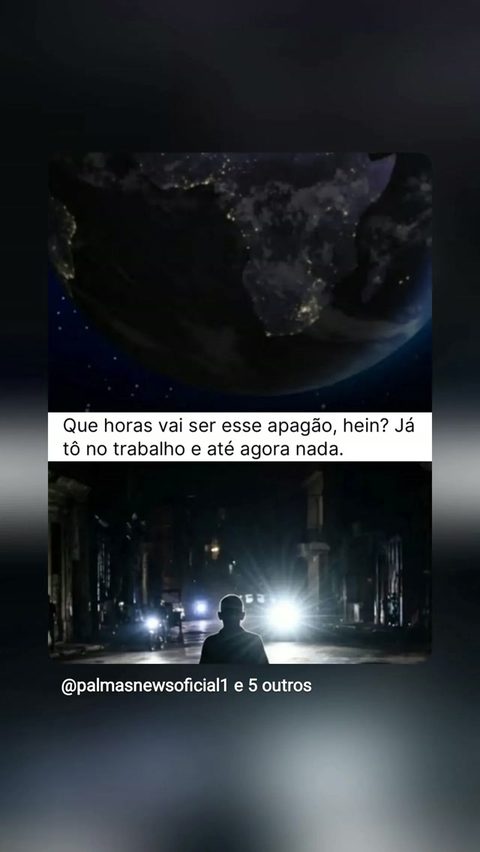 Que horas vai ser esse apagão, hein? Já
tô no trabalho e até agora nada.
@palmasnewsoficial1 e 5 outros